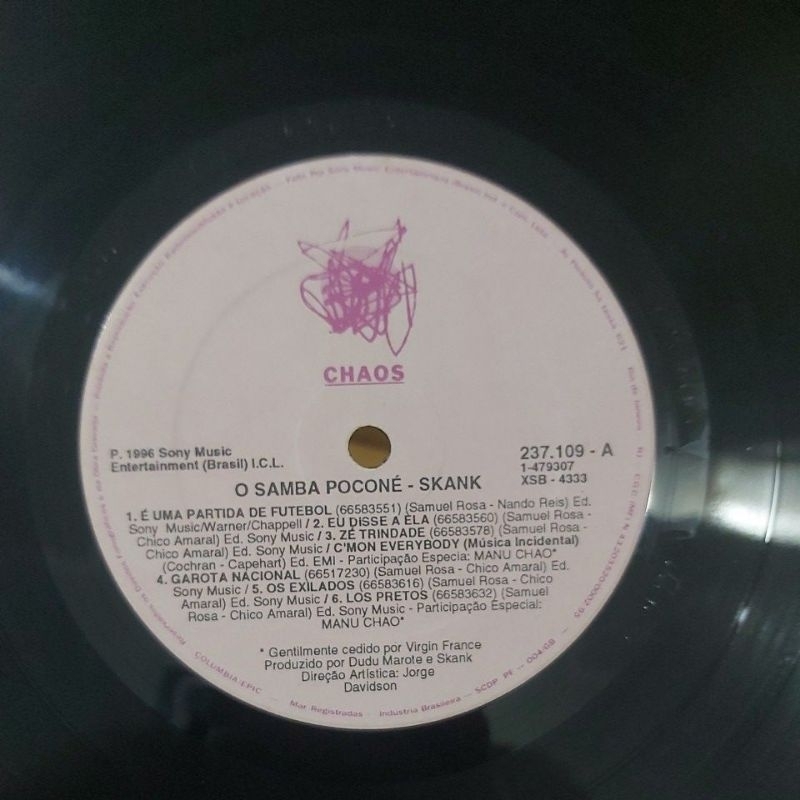 CHAOS
P. 1996 Sony Music
Entertainment (Brasil) I.C.L.
237.109 - A
1-479307
XSB - 4333
O SAMBA POCONÉ - SKANK
1. É UMA PARTIDA DE FUTEBOL (66583551) (Samuel Rosa - Nando Reis) Ed.
Sony Music/Warner/Chappell / 2. EU DISSE A ELA (66583560) (Samuel Rosa -
Chico Amaral) Ed. Sony Music / 3. ZÉ TRINDADE (66583578) (Samuel Rosa -
Chico Amaral) Ed. Sony Music / C'MON EVERYBODY (Música Incidental)
(Cochran - Capehart) Ed. EMI - Participação Especia: MANU CHAO*
4. GAROTA NACIONAL (66517230) (Samuel Rosa - Chico Amaral) Ed.
Sony Music / 5. OS EXILADOS (66583616) (Samuel Rosa - Chico
Amaral) Ed. Sony Music / 6. LOS PRETOS (66583632) (Samuel
Rosa - Chico Amaral) Ed. Sony Music - Participação Especial:
MANU CHAO*
* Gentilmente cedido por Virgin France
Produzido por Dudu Marote e Skank
Direção Artística: Jorge
Davidson
COLUMBIA/EPIC - Mar Registradas - Industria Brasileira - SCDP PF